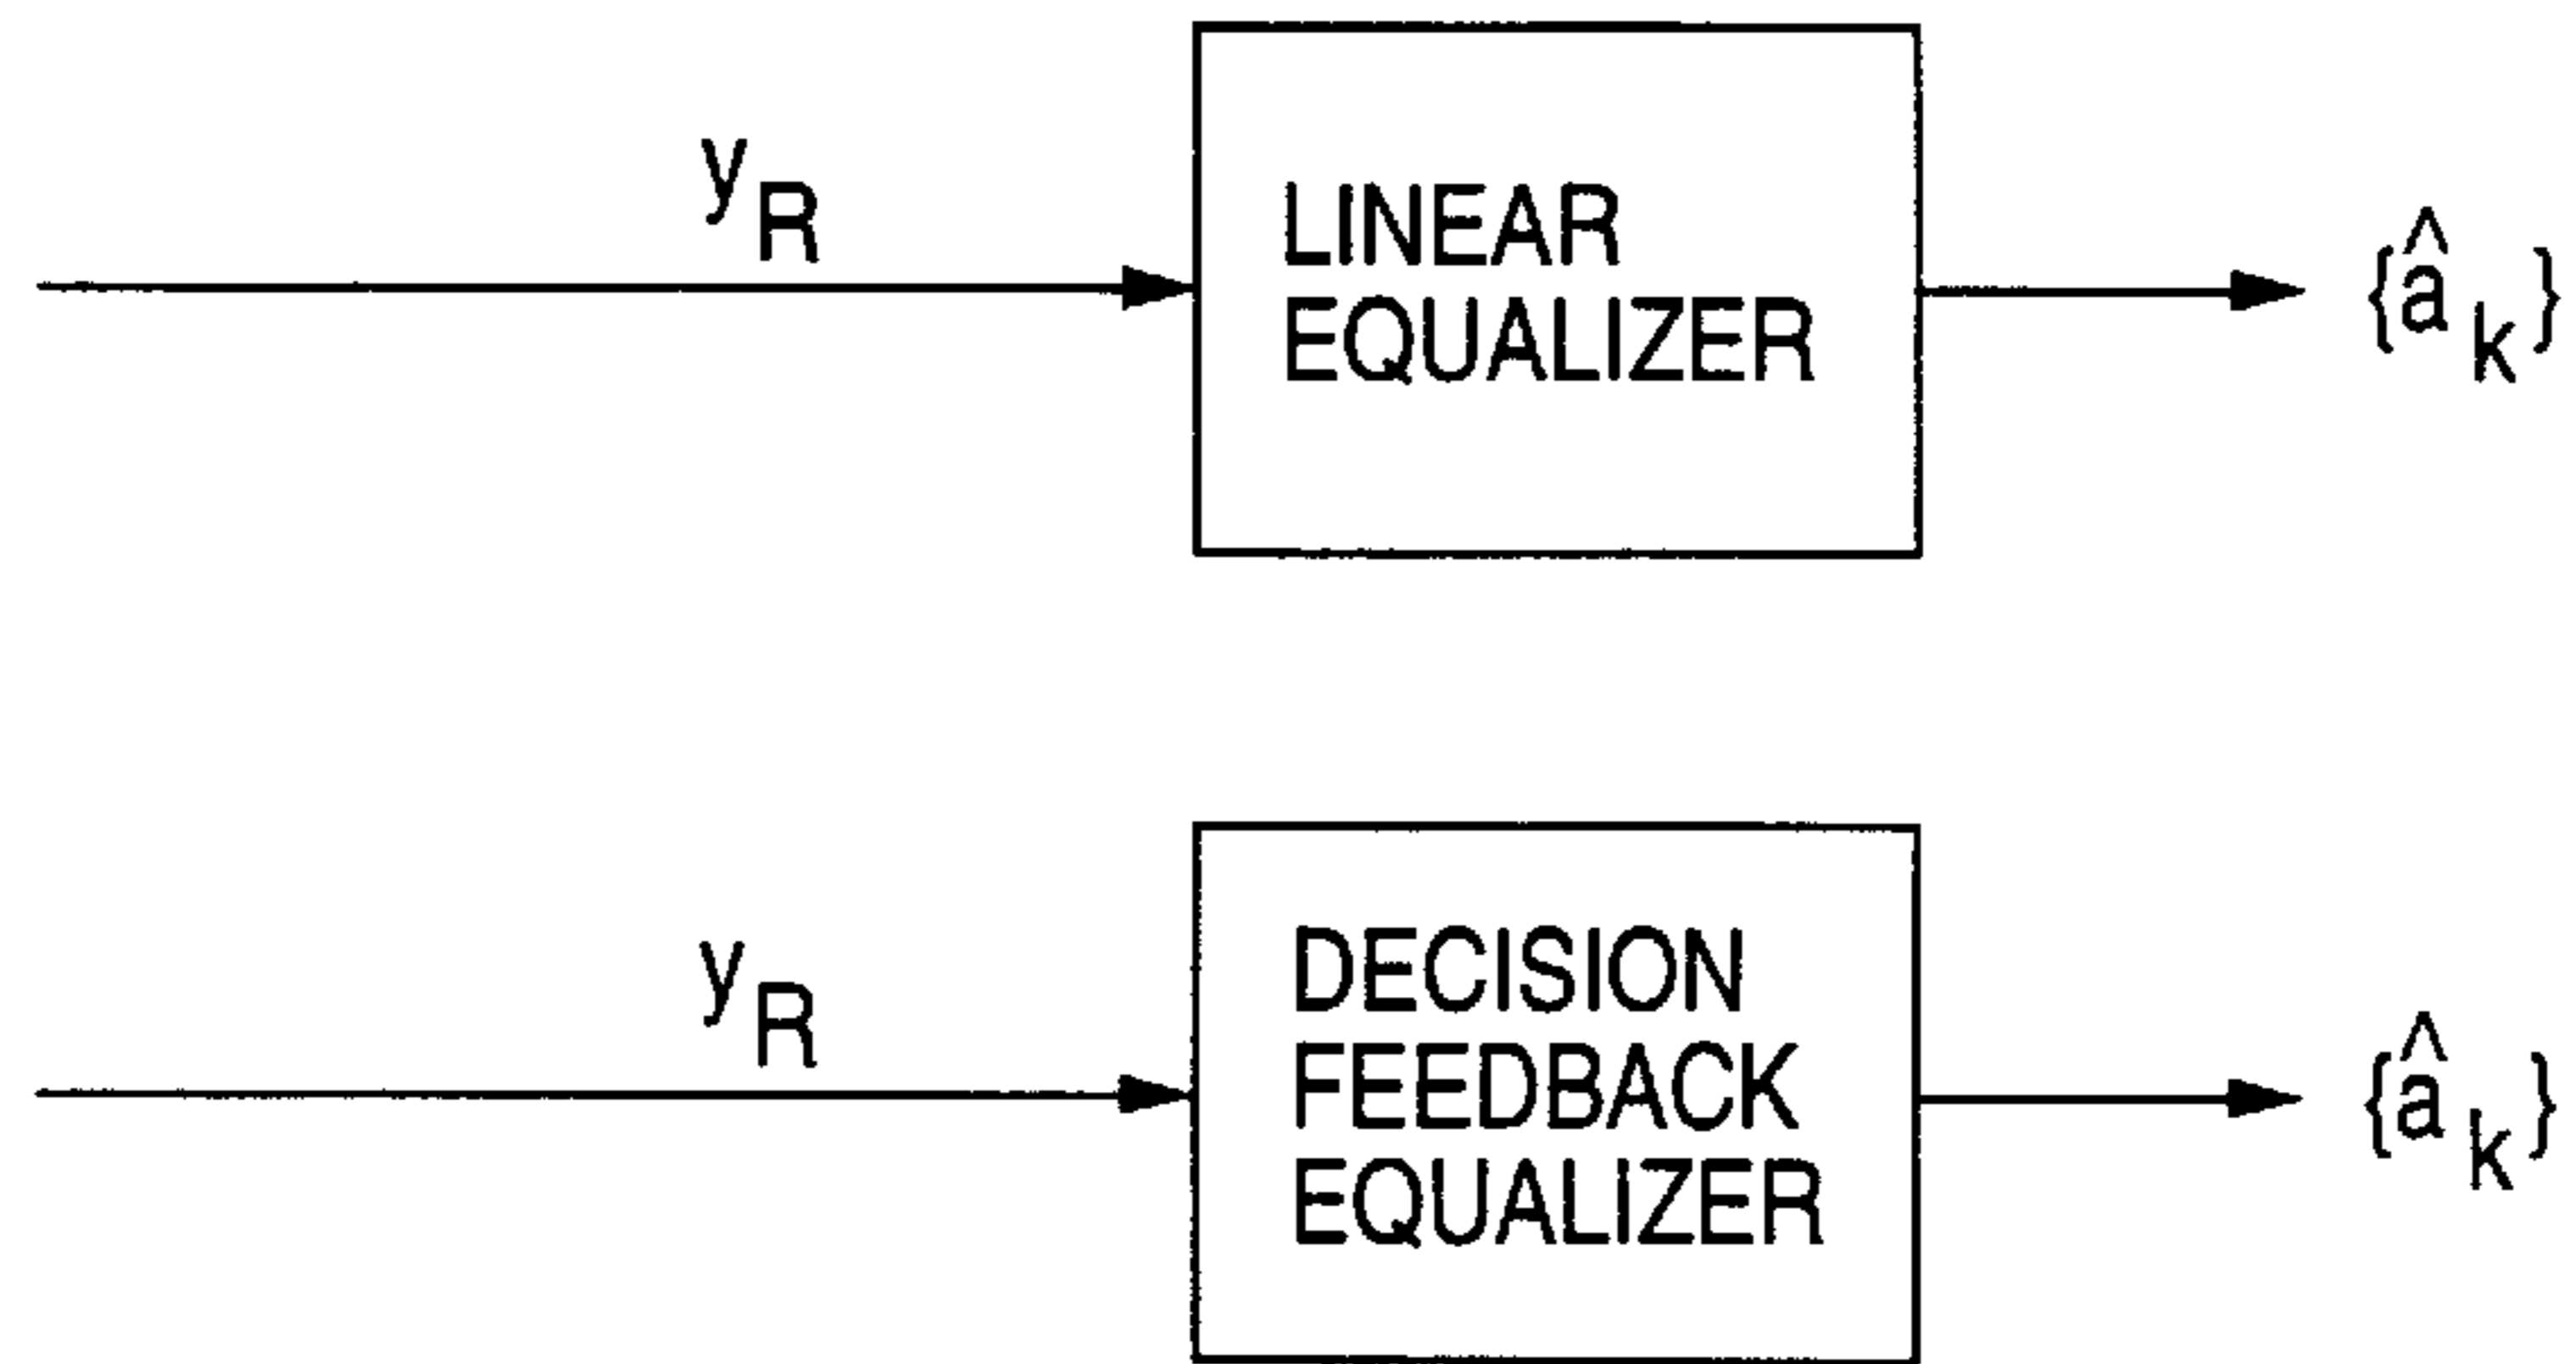 y_R
LINEAR
EQUALIZER
{â_k}
y_R
DECISION
FEEDBACK
EQUALIZER
{â_k}